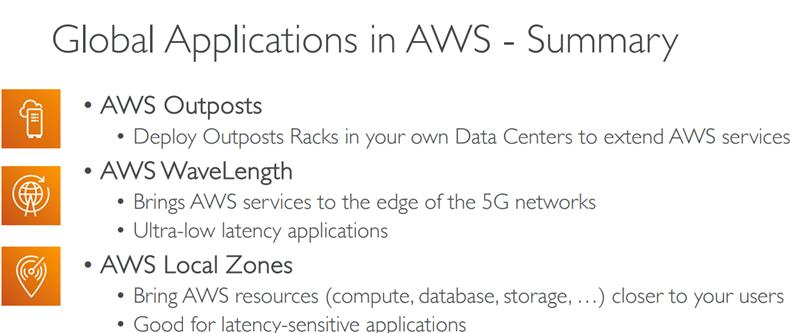 Global Applications in AWS - Summary
• AWS Outposts
• Deploy Outposts Racks in your own Data Centers to extend AWS services
• AWS WaveLength
• Brings AWS services to the edge of the 5G networks
• Ultra-low latency applications
• AWS Local Zones
• Bring AWS resources (compute, database, storage, …) closer to your users
• Good for latency-sensitive applications